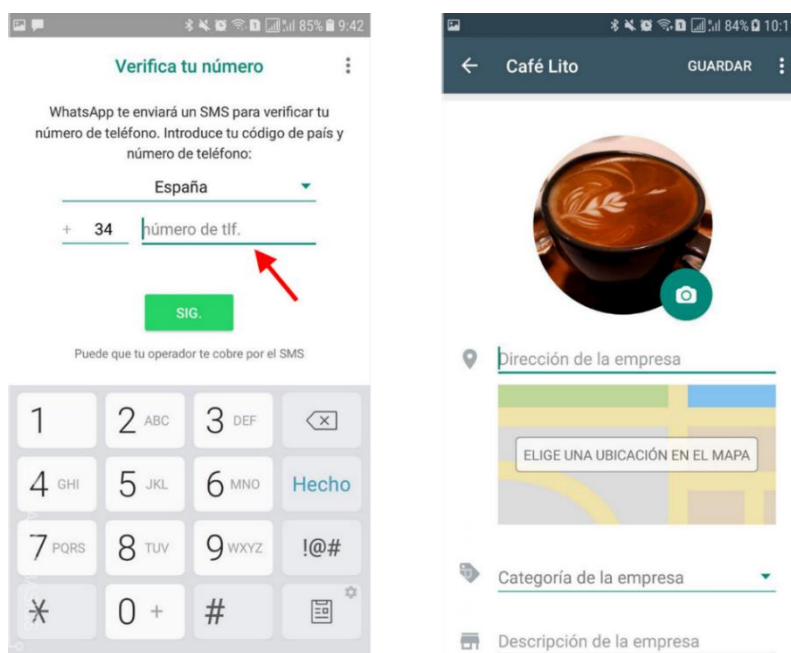 85% 9:42
Verifica tu número
WhatsApp te enviará un SMS para verificar tu
número de teléfono. Introduce tu código de país y
número de teléfono:
España
+ 34 número de tlf.
SIG.
Puede que tu operador te cobre por el SMS
1 2 ABC 3 DEF
4 GHI 5 JKL 6 MNO Hecho
7 PQRS 8 TUV 9 WXYZ !@#
* 0 + #
84% 10:1
Café Lito GUARDAR
Dirección de la empresa
ELIGE UNA UBICACIÓN EN EL MAPA
Categoría de la empresa
Descripción de la empresa